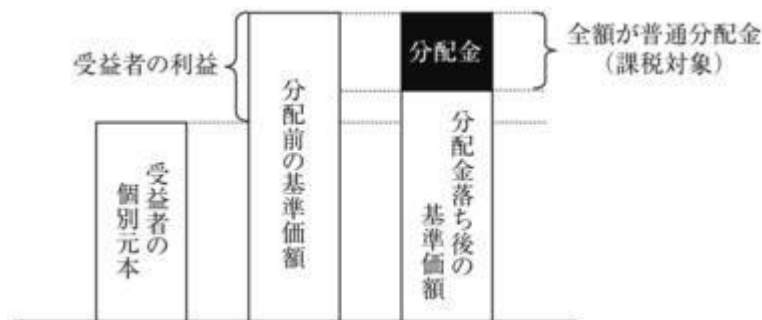 受益者の利益
受益者の
個別元本
分配前の基準価額
分配金
分配金落ち後の
基準価額
全額が普通分配金
（課税対象）